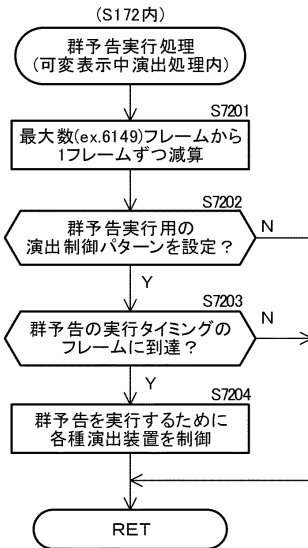 (S172内)
群予告実行処理
(可変表示中演出処理内)
S7201
最大数(ex.6149)フレームから
1フレームずつ減算
S7202
群予告実行用の
演出制御パターンを設定？
N
Y
S7203
群予告の実行タイミングの
フレームに到達？
N
Y
S7204
群予告を実行するために
各種演出装置を制御
RET